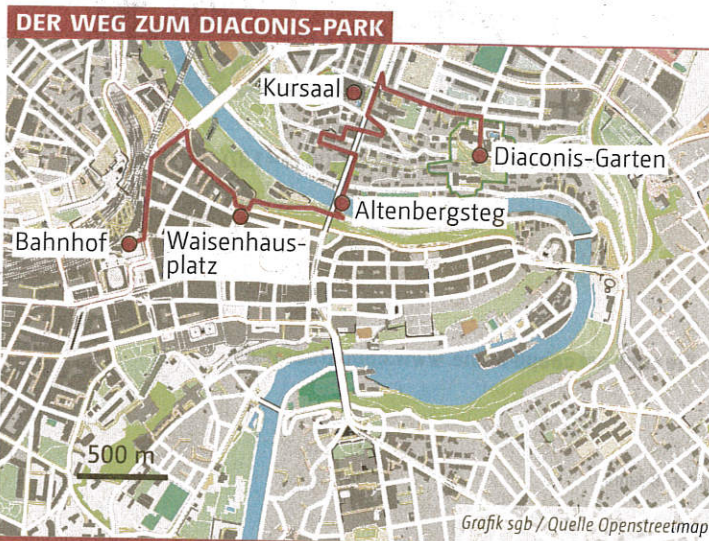 DER WEG ZUM DIACONIS-PARK
Kursaal
Diaconis-Garten
Altenbergsteg
Bahnhof
Waisenhaus-
platz
500 m
Grafik sgb / Quelle Openstreetmap